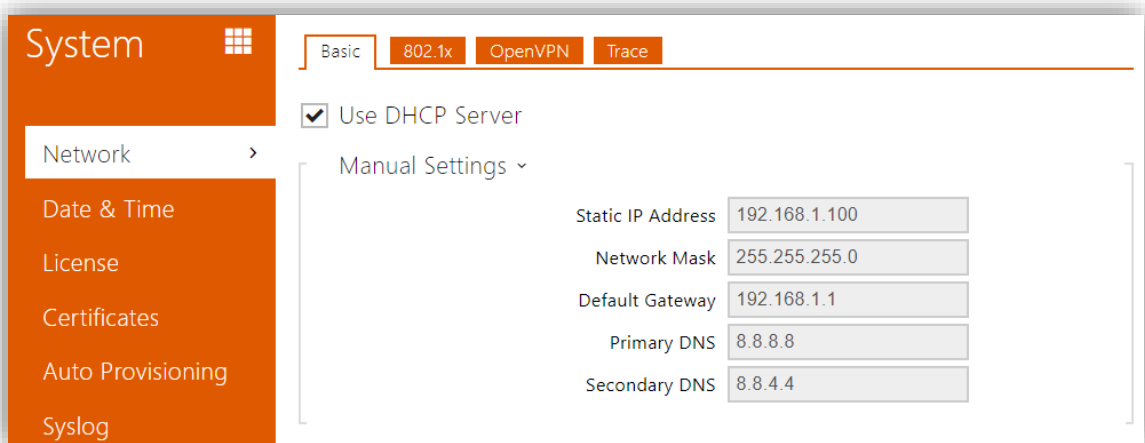 System
Basic 802.1x OpenVPN Trace
Use DHCP Server
Network
Manual Settings
Date & Time
Static IP Address 192.168.1.100
License
Network Mask 255.255.255.0
Default Gateway 192.168.1.1
Certificates
Primary DNS 8.8.8.8
Auto Provisioning
Secondary DNS 8.8.4.4
Syslog